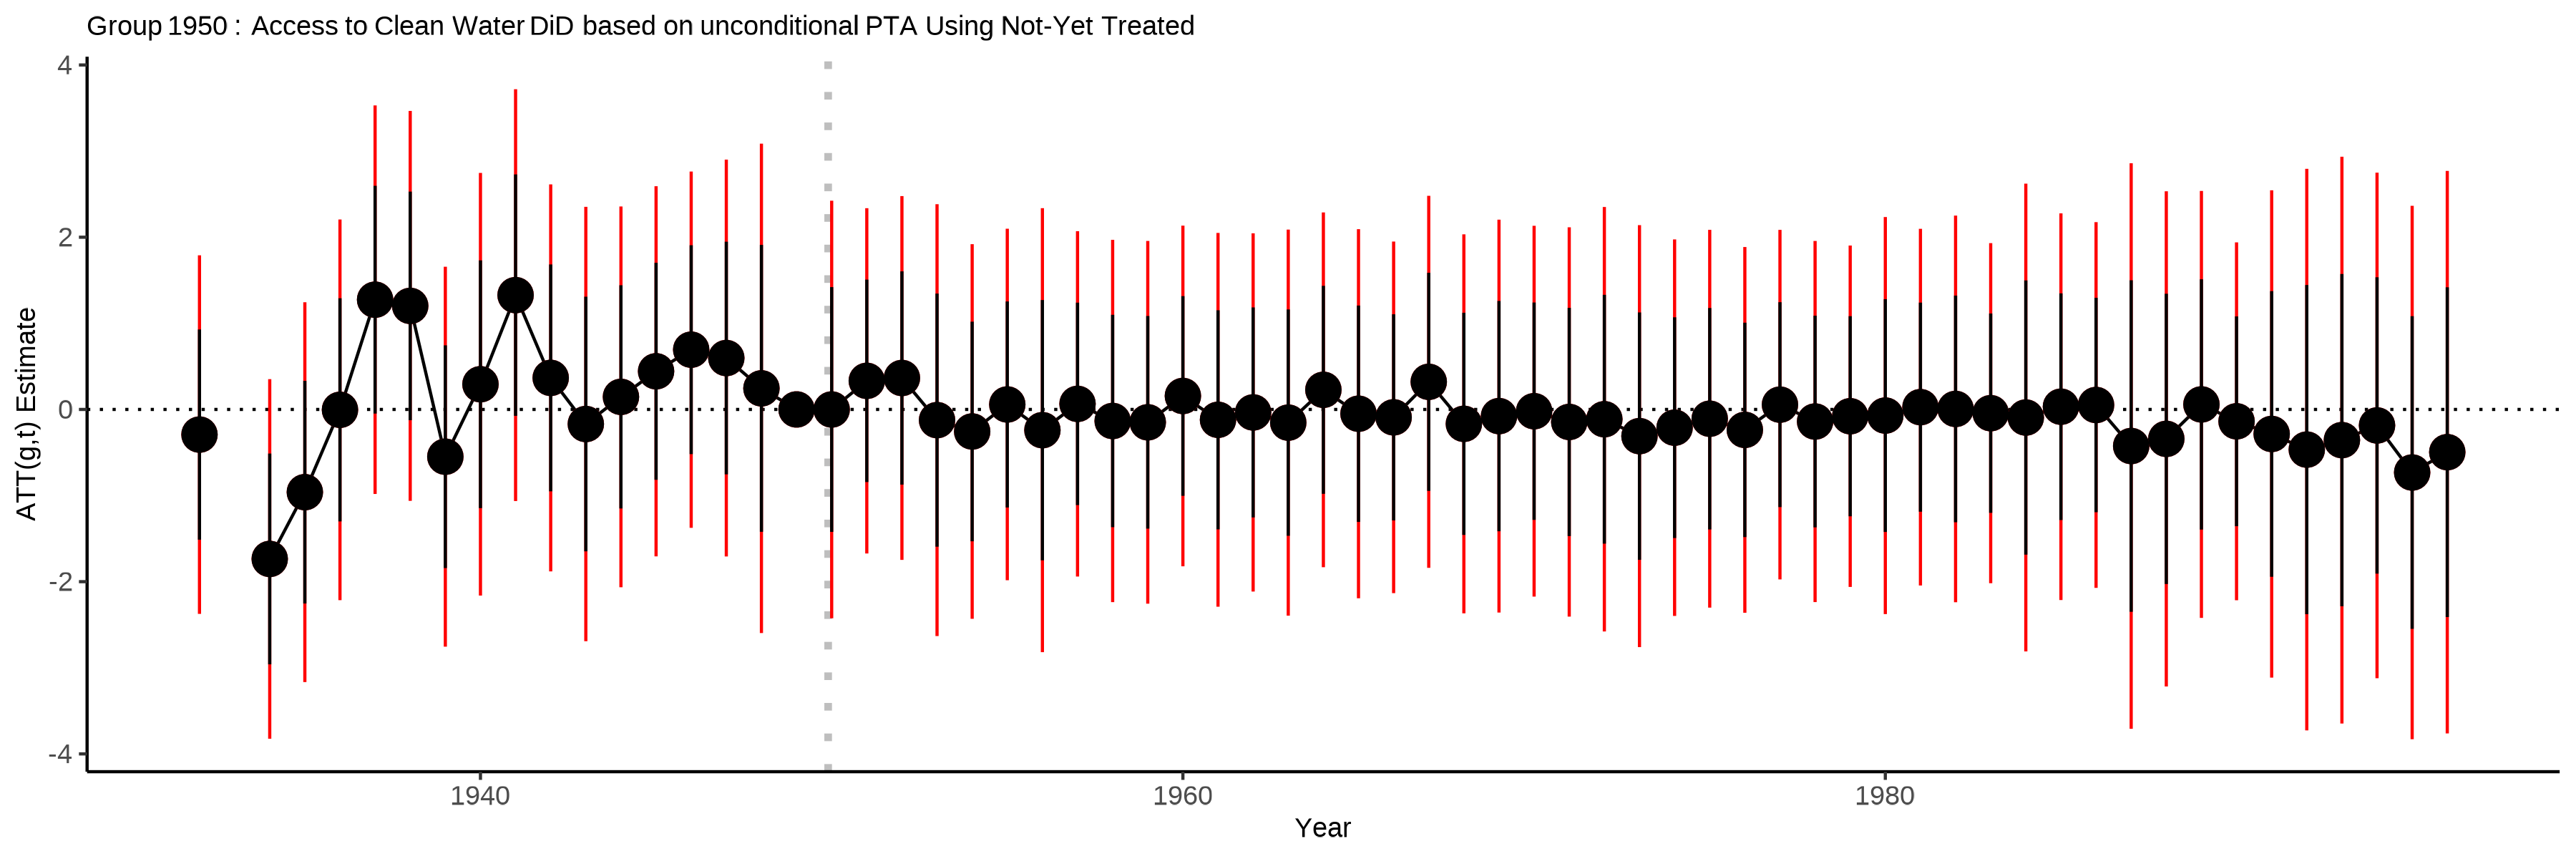 Group 1950 : Access to Clean Water DiD based on unconditional PTA Using Not-Yet Treated
4
2
0
-2
-4
ATT(g,t) Estimate
1940
1960
1980
Year